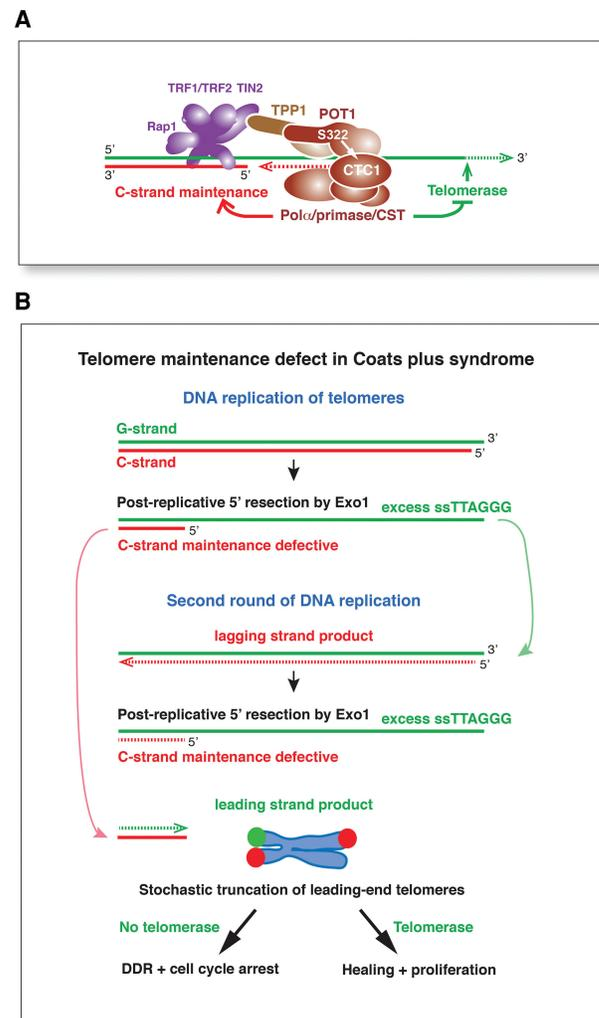 A
TRF1/TRF2 TIN2
TPP1
POT1
Rap1
S322
5'
3'
CTC1
3'
5'
C-strand maintenance
Telomerase
Polα/primase/CST
B
Telomere maintenance defect in Coats plus syndrome
DNA replication of telomeres
G-strand
3'
5'
C-strand
Post-replicative 5' resection by Exo1
excess ssTTAGGG
5'
C-strand maintenance defective
Second round of DNA replication
lagging strand product
3'
5'
Post-replicative 5' resection by Exo1
excess ssTTAGGG
5'
C-strand maintenance defective
leading strand product
Stochastic truncation of leading-end telomeres
No telomerase
Telomerase
DDR + cell cycle arrest
Healing + proliferation